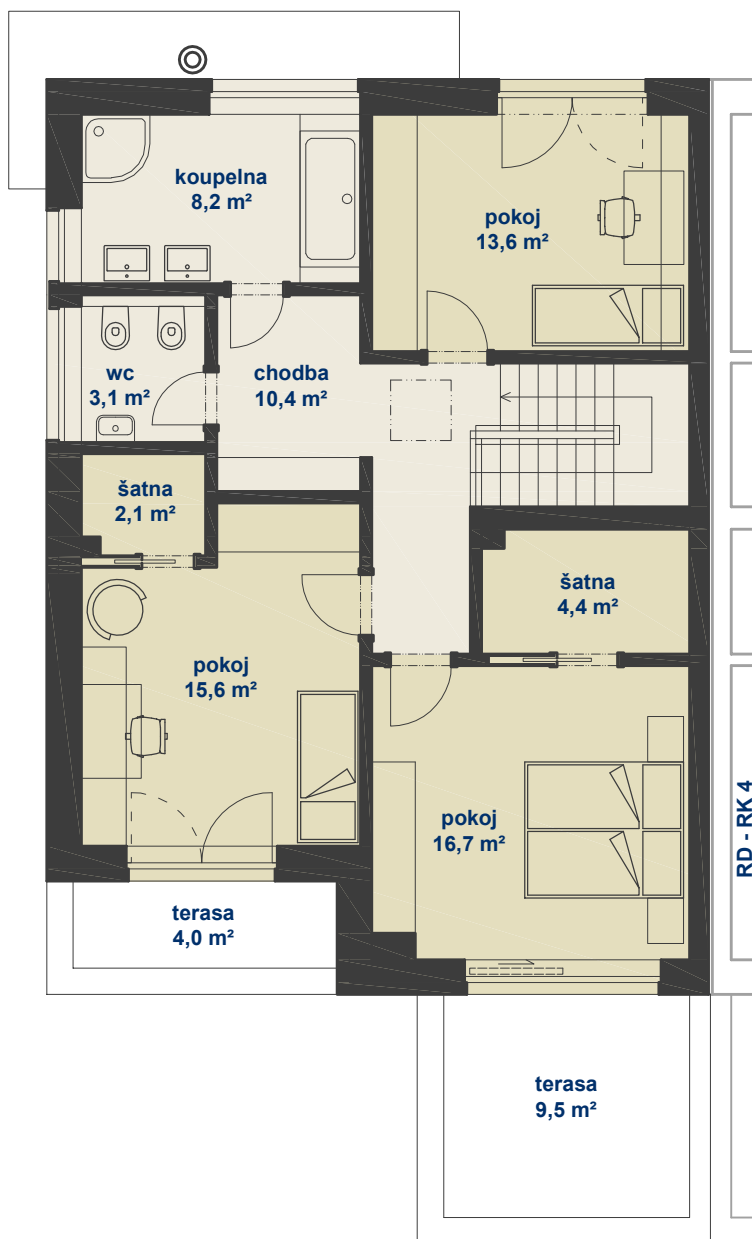 koupelna
8,2 m²
pokoj
13,6 m²
wc
3,1 m²
chodba
10,4 m²
šatna
2,1 m²
šatna
4,4 m²
pokoj
15,6 m²
pokoj
16,7 m²
RD - RK 4
terasa
4,0 m²
terasa
9,5 m²